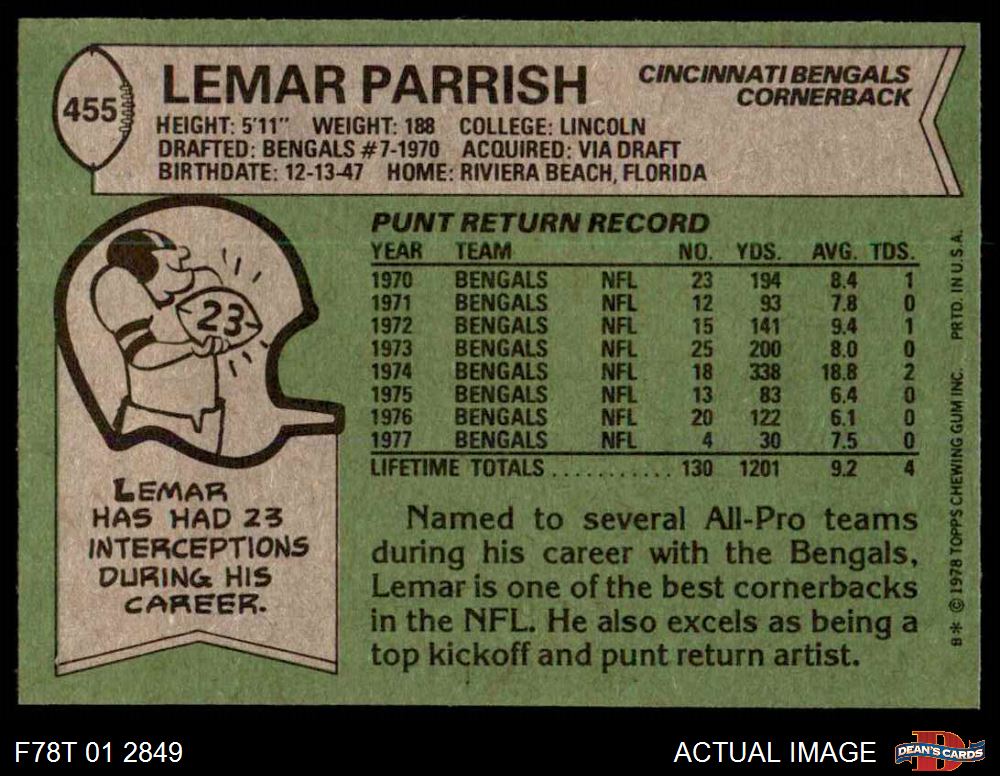 455
LEMAR PARRISH
CINCINNATI BENGALS
CORNERBACK
HEIGHT: 5'11" WEIGHT: 188 COLLEGE: LINCOLN
DRAFTED: BENGALS #7-1970 ACQUIRED: VIA DRAFT
BIRTHDATE: 12-13-47 HOME: RIVIERA BEACH, FLORIDA
PUNT RETURN RECORD
YEAR TEAM NO. YDS. AVG. TDS.
1970 BENGALS NFL 23 194 8.4 1
1971 BENGALS NFL 12 93 7.8 0
1972 BENGALS NFL 15 141 9.4 1
1973 BENGALS NFL 25 200 8.0 0
1974 BENGALS NFL 18 338 18.8 2
1975 BENGALS NFL 13 83 6.4 0
1976 BENGALS NFL 20 122 6.1 0
1977 BENGALS NFL 4 30 7.5 0
LIFETIME TOTALS ........... 130 1201 9.2 4
23
LEMAR
HAS HAD 23
INTERCEPTIONS
DURING HIS
CAREER.
Named to several All-Pro teams
during his career with the Bengals,
Lemar is one of the best cornerbacks
in the NFL. He also excels as being a
top kickoff and punt return artist.
B* © 1978 TOPPS CHEWING GUM INC. PRTD. IN U.S.A.
F78T 01 2849
ACTUAL IMAGE
DEAN'S CARDS